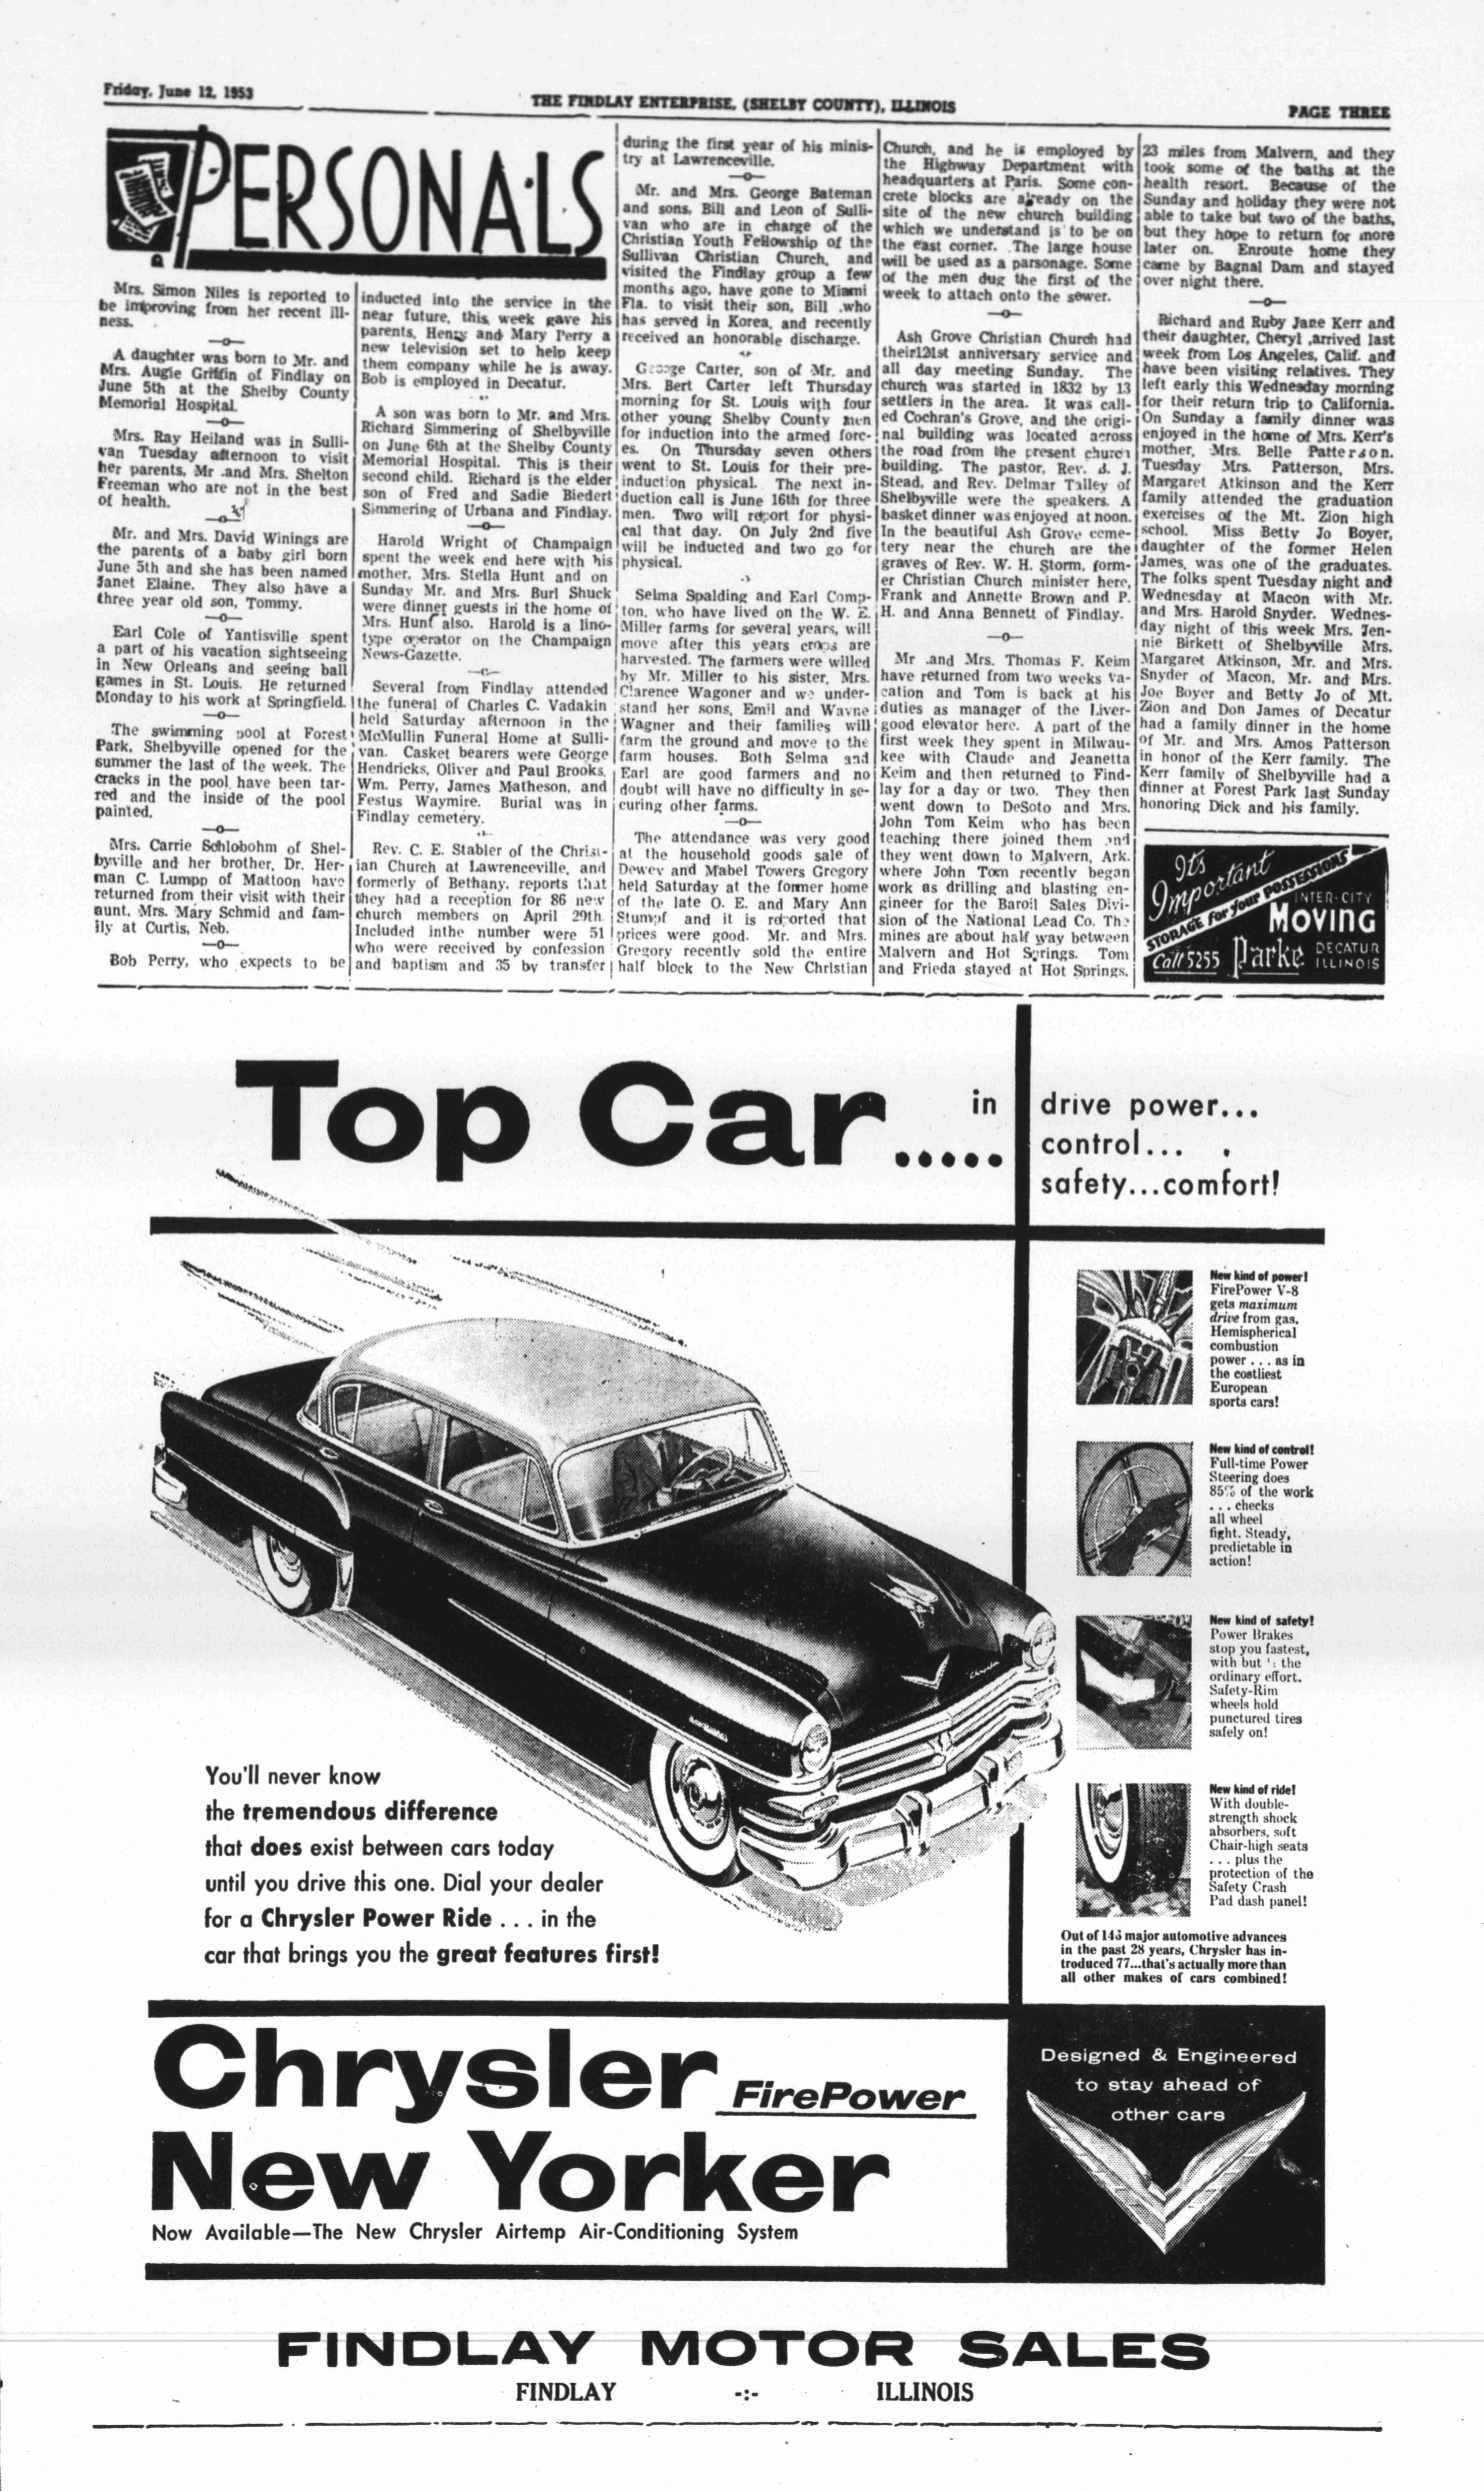 Friday, June 12, 1953
THE FINDLAY ENTERPRISE, (SHELBY COUNTY), ILLINOIS
PAGE THREE
PERSONALS
Mrs. Simon Niles is reported to
be improving from her recent ill-
ness.
—o—
A daughter was born to Mr. and
Mrs. Augie Griffin of Findlay on
June 5th at the Shelby County
Memorial Hospital.
—o—
Mrs. Ray Heiland was in Sulli-
van Tuesday afternoon to visit
her parents, Mr .and Mrs. Shelton
Freeman who are not in the best
of health.
—o—
Mr. and Mrs. David Winings are
the parents of a baby girl born
June 5th and she has been named
Janet Elaine. They also have a
three year old son, Tommy.
—o—
Earl Cole of Yantisville spent
a part of his vacation sightseeing
in New Orleans and seeing ball
games in St. Louis. He returned
Monday to his work at Springfield.
—o—
The swimming pool at Forest
Park, Shelbyville opened for the
summer the last of the week. The
cracks in the pool have been tar-
red and the inside of the pool
painted.
—o—
Mrs. Carrie Schlobohm of Shel-
byville and her brother, Dr. Her-
man C. Lumpp of Mattoon have
returned from their visit with their
aunt, Mrs. Mary Schmid and fam-
ily at Curtis, Neb.
—o—
Bob Perry, who expects to be
inducted into the service in the
near future, this week gave his
parents, Henry and Mary Perry a
new television set to help keep
them company while he is away.
Bob is employed in Decatur.
A son was born to Mr. and Mrs.
Richard Simmering of Shelbyville
on June 6th at the Shelby County
Memorial Hospital. This is their
second child. Richard is the elder
son of Fred and Sadie Biedert
Simmering of Urbana and Findlay.
—o—
Harold Wright of Champaign
spent the week end here with his
mother, Mrs. Stella Hunt and on
Sunday Mr. and Mrs. Burl Shuck
were dinner guests in the home of
Mrs. Hunt also. Harold is a lino-
type operator on the Champaign
News-Gazette.
—o—
Several from Findlay attended
the funeral of Charles C. Vadakin
held Saturday afternoon in the
McMullin Funeral Home at Sulli-
van. Casket bearers were George
Hendricks, Oliver and Paul Brooks,
Wm. Perry, James Matheson, and
Festus Waymire. Burial was in
Findlay cemetery.
Rev. C. E. Stabler of the Christ-
ian Church at Lawrenceville, and
formerly of Bethany, reports that
they had a reception for 86 new
church members on April 29th.
Included inthe number were 51
who were received by confession
and baptism and 35 by transfer
during the first year of his minis-
try at Lawrenceville.
—o—
Mr. and Mrs. George Bateman
and sons, Bill and Leon of Sulli-
van who are in charge of the
Christian Youth Fellowship of the
Sullivan Christian Church, and
visited the Findlay group a few
months ago, have gone to Miami
Fla. to visit their son, Bill .who
has served in Korea, and recently
received an honorable discharge.
George Carter, son of Mr. and
Mrs. Bert Carter left Thursday
morning for St. Louis with four
other young Shelby County men
for induction into the armed forc-
es. On Thursday seven others
went to St. Louis for their pre-
induction physical. The next in-
duction call is June 16th for three
men. Two will report for physi-
cal that day. On July 2nd five
will be inducted and two go for
physical.
Selma Spalding and Earl Comp-
ton, who have lived on the W. E.
Miller farms for several years, will
move after this years crops are
harvested. The farmers were willed
by Mr. Miller to his sister, Mrs.
Clarence Wagoner and we under-
stand her sons, Emil and Wayne
Wagner and their families will
farm the ground and move to the
farm houses. Both Selma and
Earl are good farmers and no
doubt will have no difficulty in se-
curing other farms.
—o—
The attendance was very good
at the household goods sale of
Dewey and Mabel Towers Gregory
held Saturday at the former home
of the late O. E. and Mary Ann
Stumpf and it is reported that
prices were good. Mr. and Mrs.
Gregory recently sold the entire
half block to the New Christian
Church, and he is employed by
the Highway Department with
headquarters at Paris. Some con-
crete blocks are already on the
site of the new church building
which we understand is to be on
the east corner. .The large house
will be used as a parsonage. Some
of the men dug the first of the
week to attach onto the sewer.
—o—
Ash Grove Christian Church had
their121st anniversary service and
all day meeting Sunday. The
church was started in 1832 by 13
settlers in the area. It was call-
ed Cochran's Grove, and the origi-
nal building was located across
the road from the present church
building. The pastor, Rev. J.
Stead, and Rev. Delmar Talley of
Shelbyville were the speakers. A
basket dinner was enjoyed at noon.
In the beautiful Ash Grove ceme-
tery near the church are the
graves of Rev. W. H. Storm, form-
er Christian Church minister here,
Frank and Annette Brown and P.
H. and Anna Bennett of Findlay.
—o—
Mr .and Mrs. Thomas F. Keim
have returned from two weeks va-
cation and Tom is back at his
duties as manager of the Liver-
good elevator here. A part of the
first week they spent in Milwau-
kee with Claude and Jeanetta
Keim and then returned to Find-
lay for a day or two. They then
went down to DeSoto and Mrs.
John Tom Keim who has been
teaching there joined them and
they went down to Malvern, Ark.
where John Tom recently began
work as drilling and blasting en-
gineer for the Baroil Sales Divi-
sion of the National Lead Co. The
mines are about half way between
Malvern and Hot Springs. Tom
and Frieda stayed at Hot Springs,
23 miles from Malvern, and they
took some of the baths at the
health resort. Because of the
Sunday and holiday they were not
able to take but two of the baths,
but they hope to return for more
later on. Enroute home they
came by Bagnal Dam and stayed
over night there.
—o—
Richard and Ruby Jane Kerr and
their daughter, Cheryl ,arrived last
week from Los Angeles, Calif. and
have been visiting relatives. They
left early this Wednesday morning
for their return trip to California.
On Sunday a family dinner was
enjoyed in the home of Mrs. Kerr's
mother, Mrs. Belle Patterson.
Tuesday Mrs. Patterson, Mrs.
Margaret Atkinson and the Kerr
family attended the graduation
exercises of the Mt. Zion high
school. Miss Betty Jo Boyer,
daughter of the former Helen
James, was one of the graduates.
The folks spent Tuesday night and
Wednesday at Macon with Mr.
and Mrs. Harold Snyder. Wednes-
day night of this week Mrs. Jen-
nie Birkett of Shelbyville Mrs.
Margaret Atkinson, Mr. and Mrs.
Snyder of Macon, Mr. and Mrs.
Joe Boyer and Betty Jo of Mt.
Zion and Don James of Decatur
had a family dinner in the home
of Mr. and Mrs. Amos Patterson
in honor of the Kerr family. The
Kerr family of Shelbyville had a
dinner at Forest Park last Sunday
honoring Dick and his family.
It's
Important
STORAGE for your POSSESSIONS
INTER-CITY
MOVING
Call 5255 Parke DECATUR
ILLINOIS
Top Car..... in
drive power...
control...
safety...comfort!
New kind of power!
FirePower V-8
gets maximum
drive from gas.
Hemispherical
combustion
power . . . as in
the costliest
European
sports cars!
New kind of control!
Full-time Power
Steering does
85% of the work
. . . checks
all wheel
fight. Steady,
predictable in
action!
New kind of safety!
Power Brakes
stop you fastest,
with but the
ordinary effort.
Safety-Rim
wheels hold
punctured tires
safely on!
New kind of ride!
With double-
strength shock
absorbers, soft
Chair-high seats
. . . plus the
protection of the
Safety Crash
Pad dash panel!
Out of major automotive advances
in the past 28 years, Chrysler has in-
troduced 77...that's actually more than
all other makes of cars combined!
You'll never know
the tremendous difference
that does exist between cars today
until you drive this one. Dial your dealer
for a Chrysler Power Ride . . . in the
car that brings you the great features first!
Chrysler FirePower
New Yorker
Now Available—The New Chrysler Airtemp Air-Conditioning System
Designed & Engineered
to stay ahead of
other cars
FINDLAY MOTOR SALES
FINDLAY -:- ILLINOIS